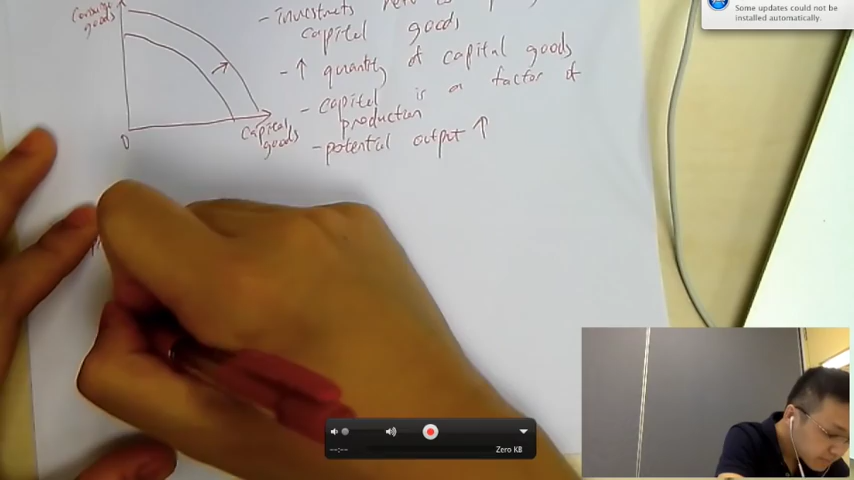 Consumer
goods
0
Capital
goods
- investments
capital goods
- ↑ quantity of capital goods
- capital is a factor of
production
- potential output ↑
Some updates could not be
installed automatically.
--:--
Zero KB